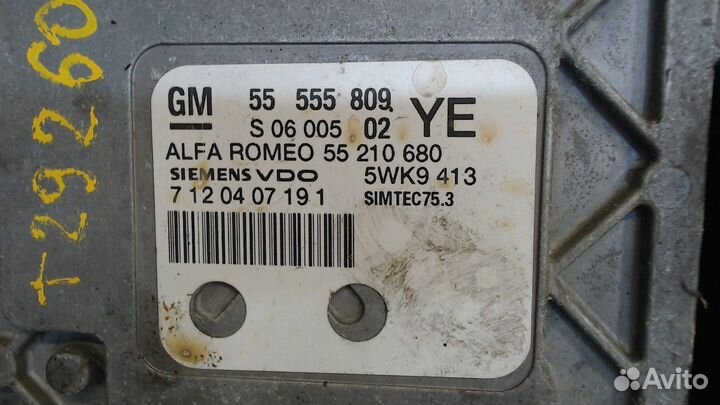 GM 55 555 809 YE
S 06 005 02
ALFA ROMEO 55 210 680
SIEMENS VDO 5WK9 413
7 12 04 07 19 1 SIMTEC75.3
T29260
Avito